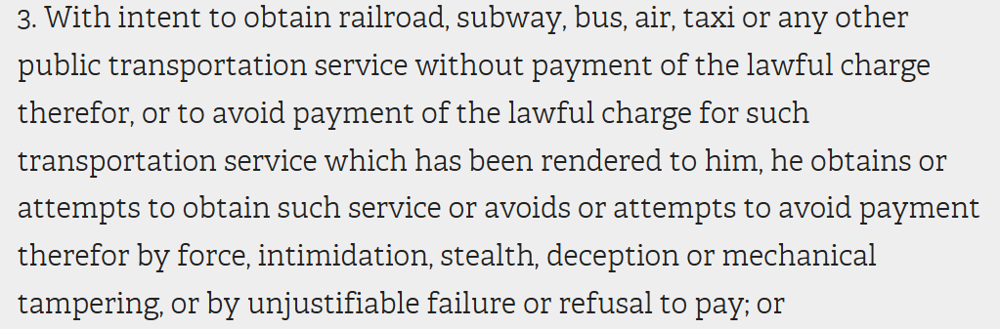 3. With intent to obtain railroad, subway, bus, air, taxi or any other
public transportation service without payment of the lawful charge
therefor, or to avoid payment of the lawful charge for such
transportation service which has been rendered to him, he obtains or
attempts to obtain such service or avoids or attempts to avoid payment
therefor by force, intimidation, stealth, deception or mechanical
tampering, or by unjustifiable failure or refusal to pay; or